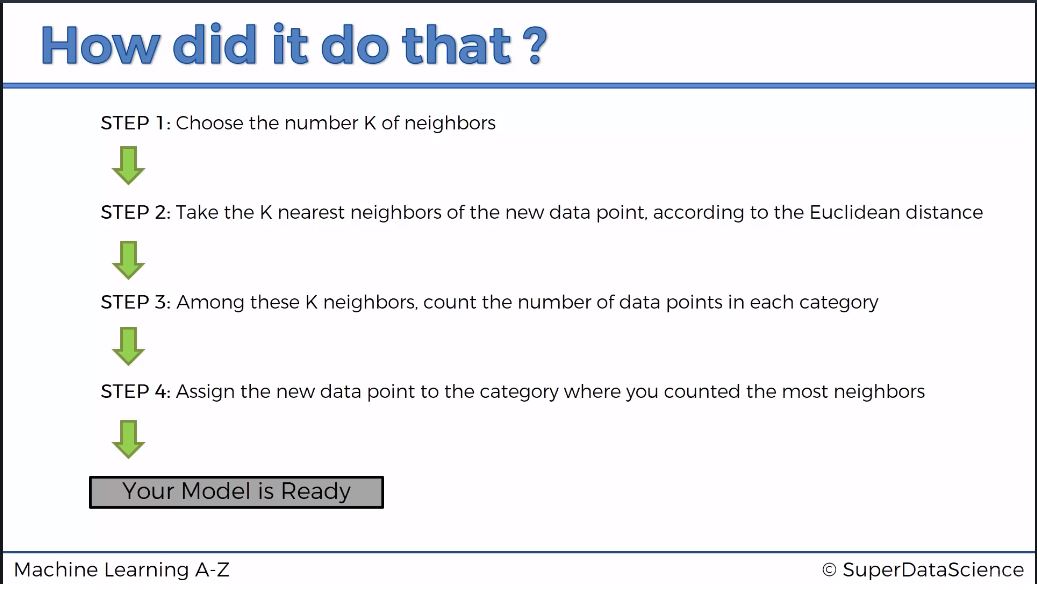 How did it do that ?
STEP 1: Choose the number K of neighbors
STEP 2: Take the K nearest neighbors of the new data point, according to the Euclidean distance
STEP 3: Among these K neighbors, count the number of data points in each category
STEP 4: Assign the new data point to the category where you counted the most neighbors
Your Model is Ready
Machine Learning A-Z
© SuperDataScience